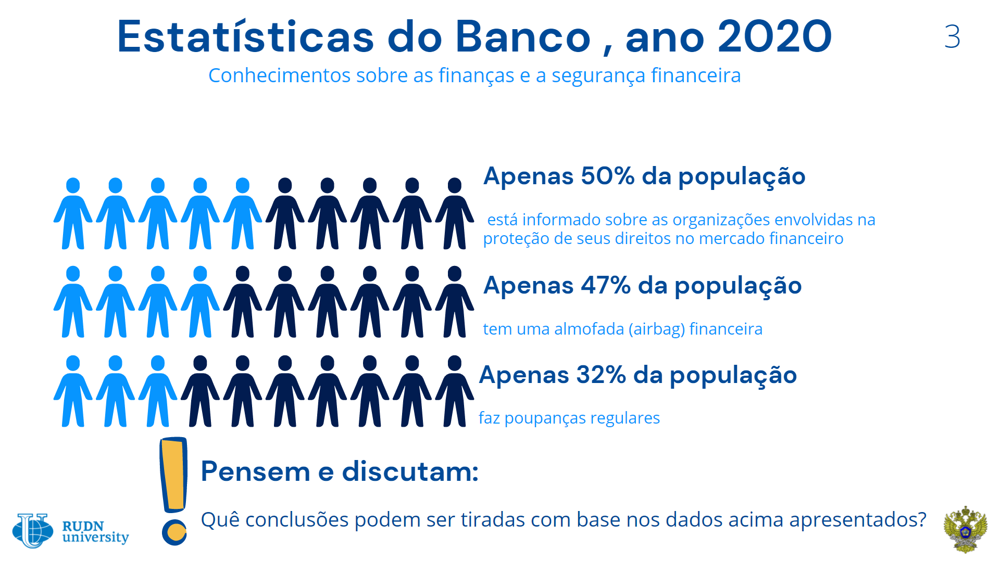 Estatísticas do Banco , ano 2020
3
Conhecimentos sobre as finanças e a segurança financeira
Apenas 50% da população
está informado sobre as organizações envolvidas na
proteção de seus direitos no mercado financeiro
Apenas 47% da população
tem uma almofada (airbag) financeira
Apenas 32% da população
faz poupanças regulares
Pensem e discutam:
Quê conclusões podem ser tiradas com base nos dados acima apresentados?
RUDN
university